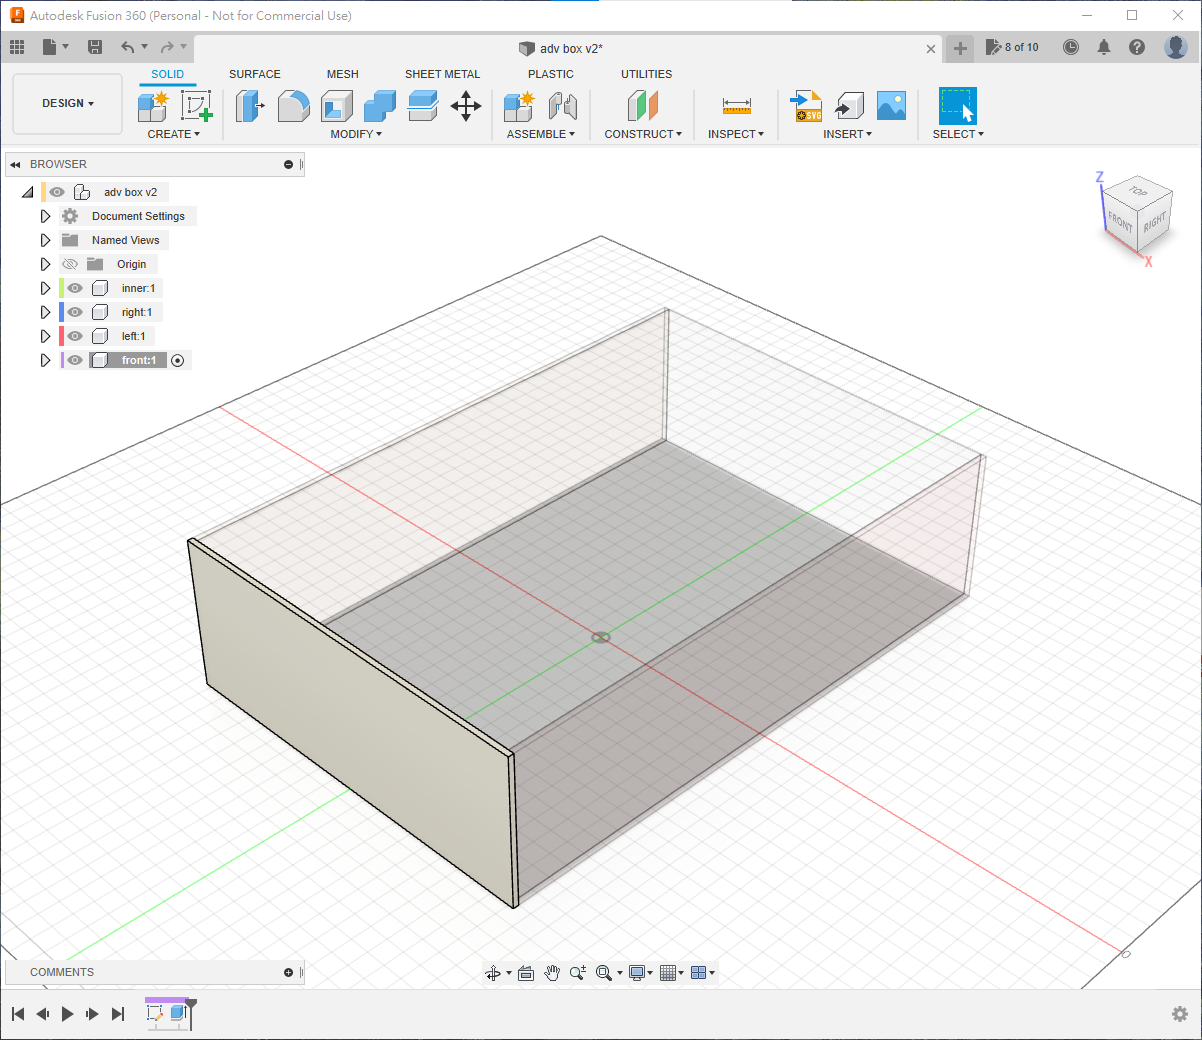 Autodesk Fusion 360 (Personal - Not for Commercial Use)
adv box v2*
8 of 10
SOLID SURFACE MESH SHEET METAL PLASTIC UTILITIES
DESIGN
SVG
CREATE MODIFY ASSEMBLE CONSTRUCT INSPECT INSERT SELECT
BROWSER
adv box v2
Document Settings
Named Views
Origin
inner:1
right:1
left:1
front:1
Z
TOP
FRONT
RIGHT
X
COMMENTS